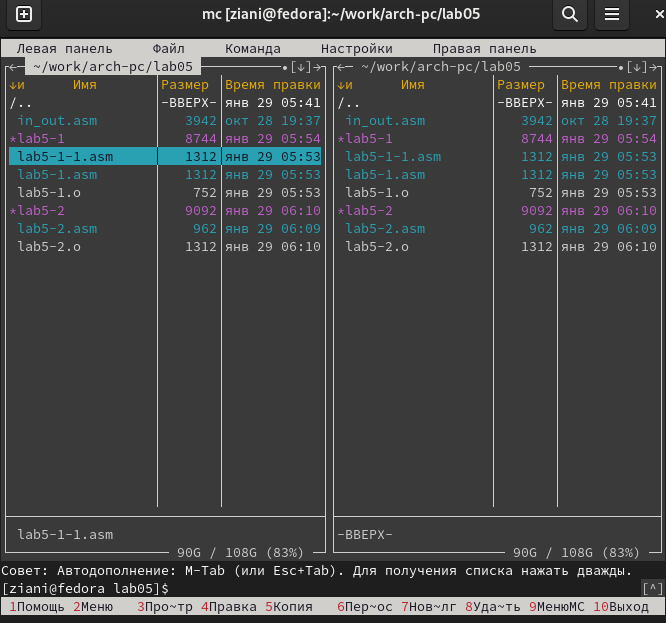 mc [ziani@fedora]:~/work/arch-pc/lab05
Левая панель Файл Команда Настройки Правая панель
~/work/arch-pc/lab05 .[↓] ~/work/arch-pc/lab05 .[↓]
↓и Имя Размер Время правки ↓и Имя Размер Время правки
/.. -ВВЕРХ- янв 29 05:41 /.. -ВВЕРХ- янв 29 05:41
in_out.asm 3942 окт 28 19:37 in_out.asm 3942 окт 28 19:37
*lab5-1 8744 янв 29 05:54 *lab5-1 8744 янв 29 05:54
lab5-1-1.asm 1312 янв 29 05:53 lab5-1-1.asm 1312 янв 29 05:53
lab5-1.asm 1312 янв 29 05:53 lab5-1.asm 1312 янв 29 05:53
lab5-1.o 752 янв 29 05:53 lab5-1.o 752 янв 29 05:53
*lab5-2 9092 янв 29 06:10 *lab5-2 9092 янв 29 06:10
lab5-2.asm 962 янв 29 06:09 lab5-2.asm 962 янв 29 06:09
lab5-2.o 1312 янв 29 06:10 lab5-2.o 1312 янв 29 06:10
lab5-1-1.asm -ВВЕРХ-
90G / 108G (83%) 90G / 108G (83%)
Совет: Автодополнение: M-Tab (или Esc+Tab). Для получения списка нажать дважды.
[ziani@fedora lab05]$ [^]
1Помощь 2Меню 3Про~тр 4Правка 5Копия 6Пер~ос 7Нов~лг 8Уда~ть 9МенюMC 10Выход